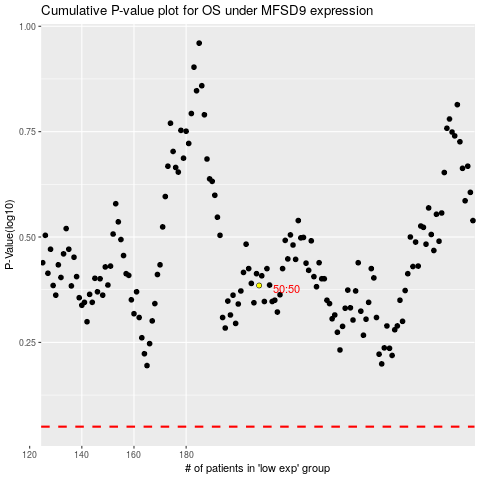 Cumulative P-value plot for OS under MFSD9 expression
1.00
0.75
0.50
0.25
P-Value(log10)
50:50
120 140 160 180
# of patients in 'low exp' group